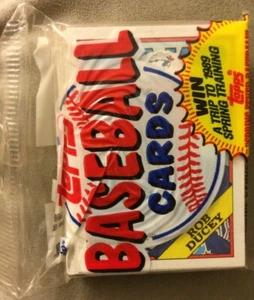 topps
BASEBALL
CARDS
WIN
A TRIP TO 1989
SPRING TRAINING
TOPPS
ROB
DUCEY